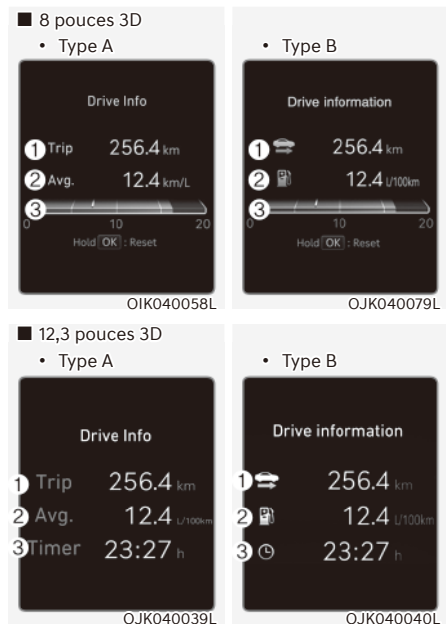 ■ 8 pouces 3D
• Type A
• Type B
Drive Info
① Trip 256.4 km
② Avg. 12.4 km/L
③
0 10 20
Hold OK : Reset
OIK040058L
Drive information
① 256.4 km
② 12.4 L/100km
③
0 10 20
Hold OK : Reset
OJK040079L
■ 12,3 pouces 3D
• Type A
• Type B
Drive Info
① Trip 256.4 km
② Avg. 12.4 L/100km
③ Timer 23:27 h
OJK040039L
Drive information
① 256.4 km
② 12.4 L/100km
③ 23:27 h
OJK040040L